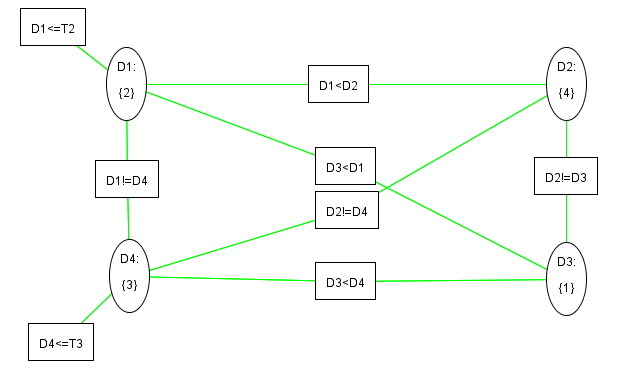 D1<=T2
D1:
{2}
D2:
{4}
D1<D2
D3<D1
D1!=D4
D2!=D3
D2!=D4
D4:
{3}
D3:
{1}
D3<D4
D4<=T3